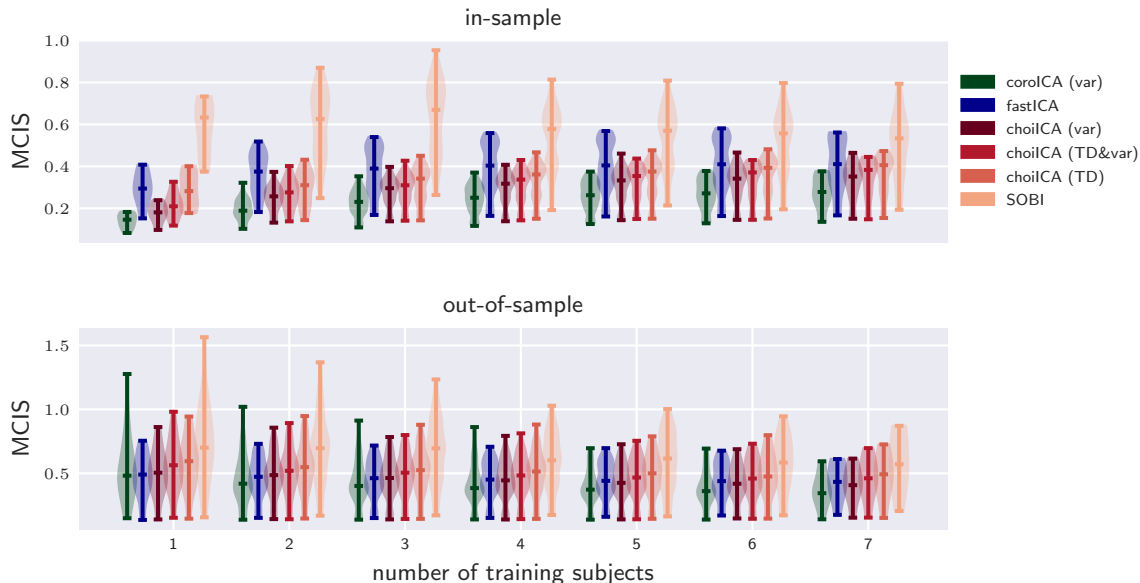 in-sample
1.0
0.8
0.6
0.4
0.2
MCIS
coroICA (var)
fastICA
choiICA (var)
choiICA (TD&var)
choiICA (TD)
SOBI
out-of-sample
1.5
1.0
0.5
MCIS
1 2 3 4 5 6 7
number of training subjects